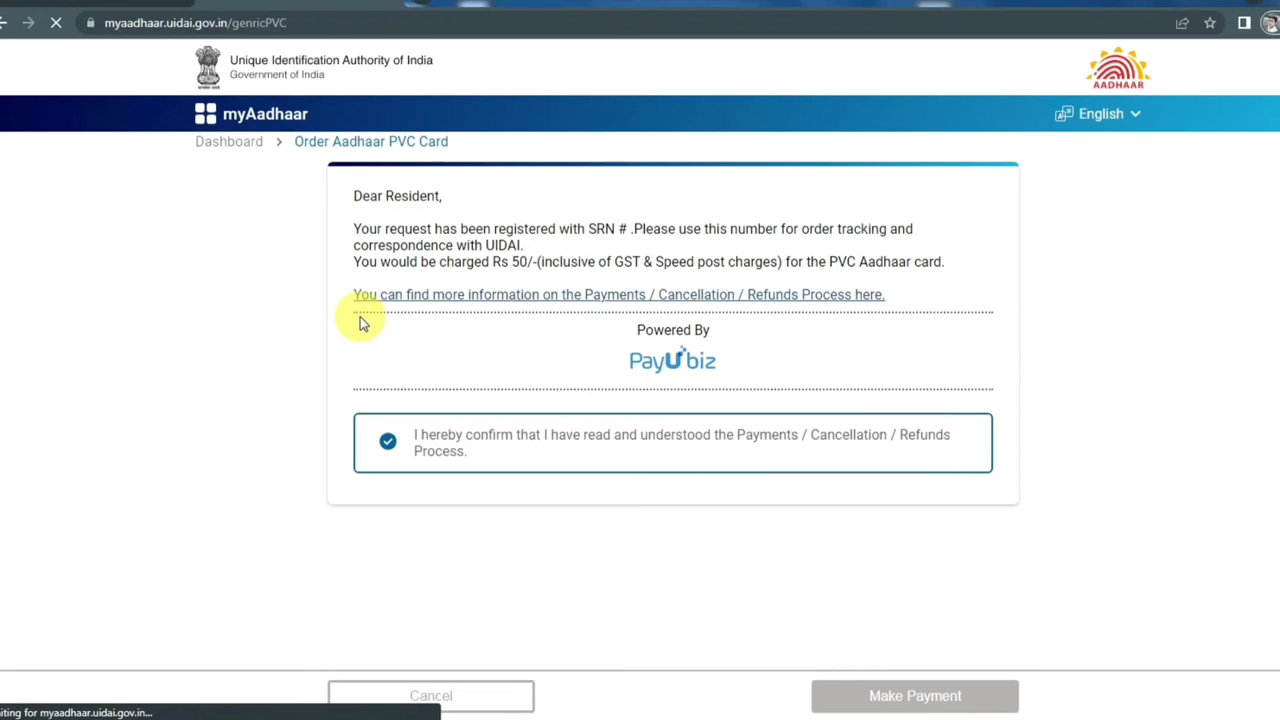 myaadhaar.uidai.gov.in/genricPVC
Unique Identification Authority of India
Government of India
AADHAAR
myAadhaar
English
Dashboard > Order Aadhaar PVC Card
Dear Resident,
Your request has been registered with SRN # .Please use this number for order tracking and
correspondence with UIDAI.
You would be charged Rs 50/-(inclusive of GST & Speed post charges) for the PVC Aadhaar card.
You can find more information on the Payments / Cancellation / Refunds Process here.
Powered By
PayUbiz
I hereby confirm that I have read and understood the Payments / Cancellation / Refunds
Process.
Cancel
Make Payment
iting for myaadhaar.uidai.gov.in...